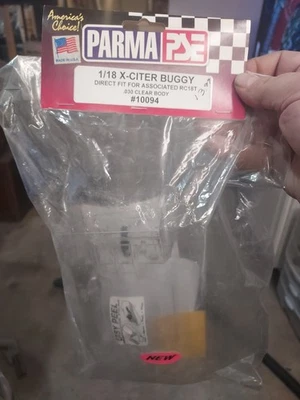 America's
Choice!
PARMA PSE
1/18 X-CITER BUGGY
DIRECT FIT FOR ASSOCIATED RC18T
.030 CLEAR BODY
#10094
NEW